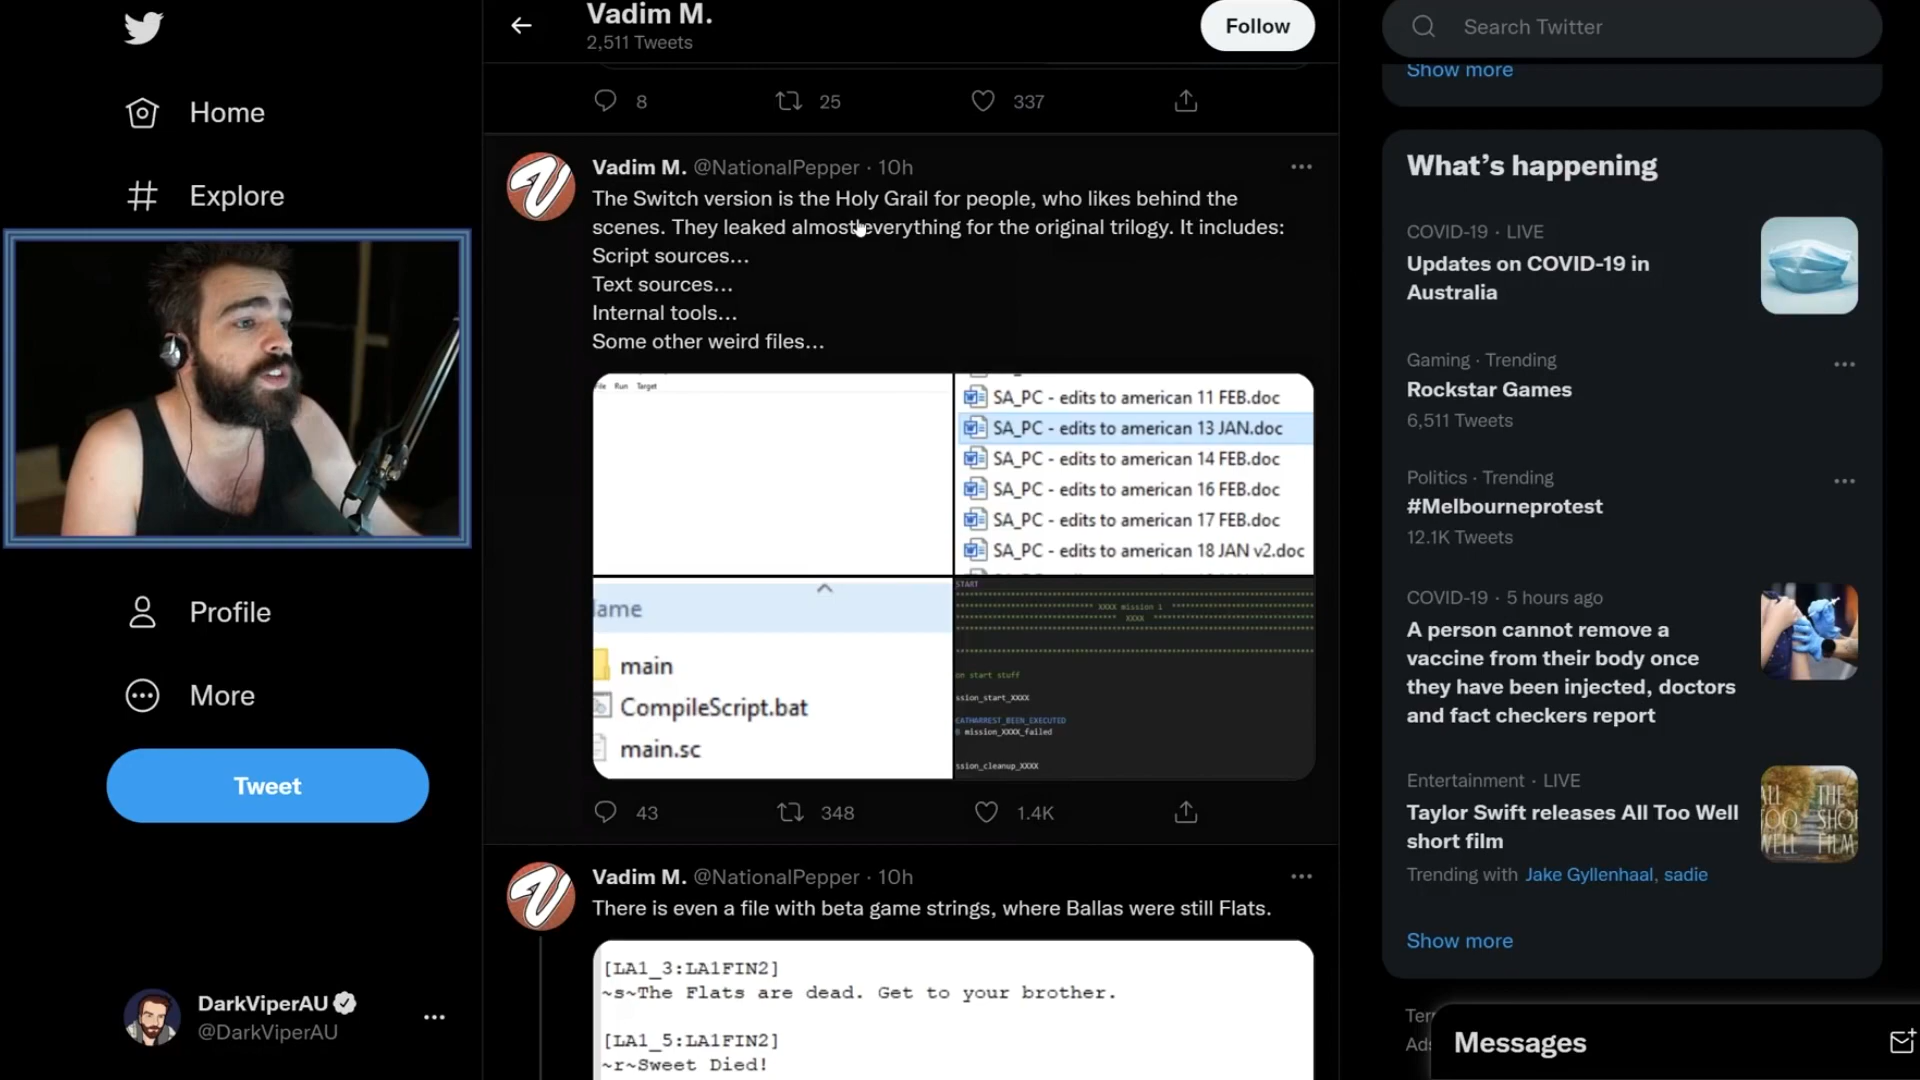 Home
Explore
Profile
More
Tweet
DarkViperAU
@DarkViperAU
Vadim M.
2,511 Tweets
Follow
8
25
337
Vadim M. @NationalPepper · 10h
The Switch version is the Holy Grail for people, who likes behind the
scenes. They leaked almost everything for the original trilogy. It includes:
Script sources...
Text sources...
Internal tools...
Some other weird files...
File Run Target
SA_PC - edits to american 11 FEB.doc
SA_PC - edits to american 13 JAN.doc
SA_PC - edits to american 14 FEB.doc
SA_PC - edits to american 16 FEB.doc
SA_PC - edits to american 17 FEB.doc
SA_PC - edits to american 18 JAN v2.doc
ame
main
CompileScript.bat
main.sc
START
XXXX mission 1
XXXX
on start stuff
ssion_start_XXXX
EATHARREST_BEEN_EXECUTED
mission_XXXX_failed
ssion_cleanup_XXXX
43
348
1.4K
Vadim M. @NationalPepper · 10h
There is even a file with beta game strings, where Ballas were still Flats.
[LA1_3:LA1FIN2]
~s~The Flats are dead. Get to your brother.
[LA1_5:LA1FIN2]
~r~Sweet Died!
Search Twitter
Show more
What's happening
COVID-19 · LIVE
Updates on COVID-19 in
Australia
Gaming · Trending
Rockstar Games
6,511 Tweets
Politics · Trending
#Melbourneprotest
12.1K Tweets
COVID-19 · 5 hours ago
A person cannot remove a
vaccine from their body once
they have been injected, doctors
and fact checkers report
Entertainment · LIVE
Taylor Swift releases All Too Well
short film
Trending with Jake Gyllenhaal, sadie
Show more
Messages